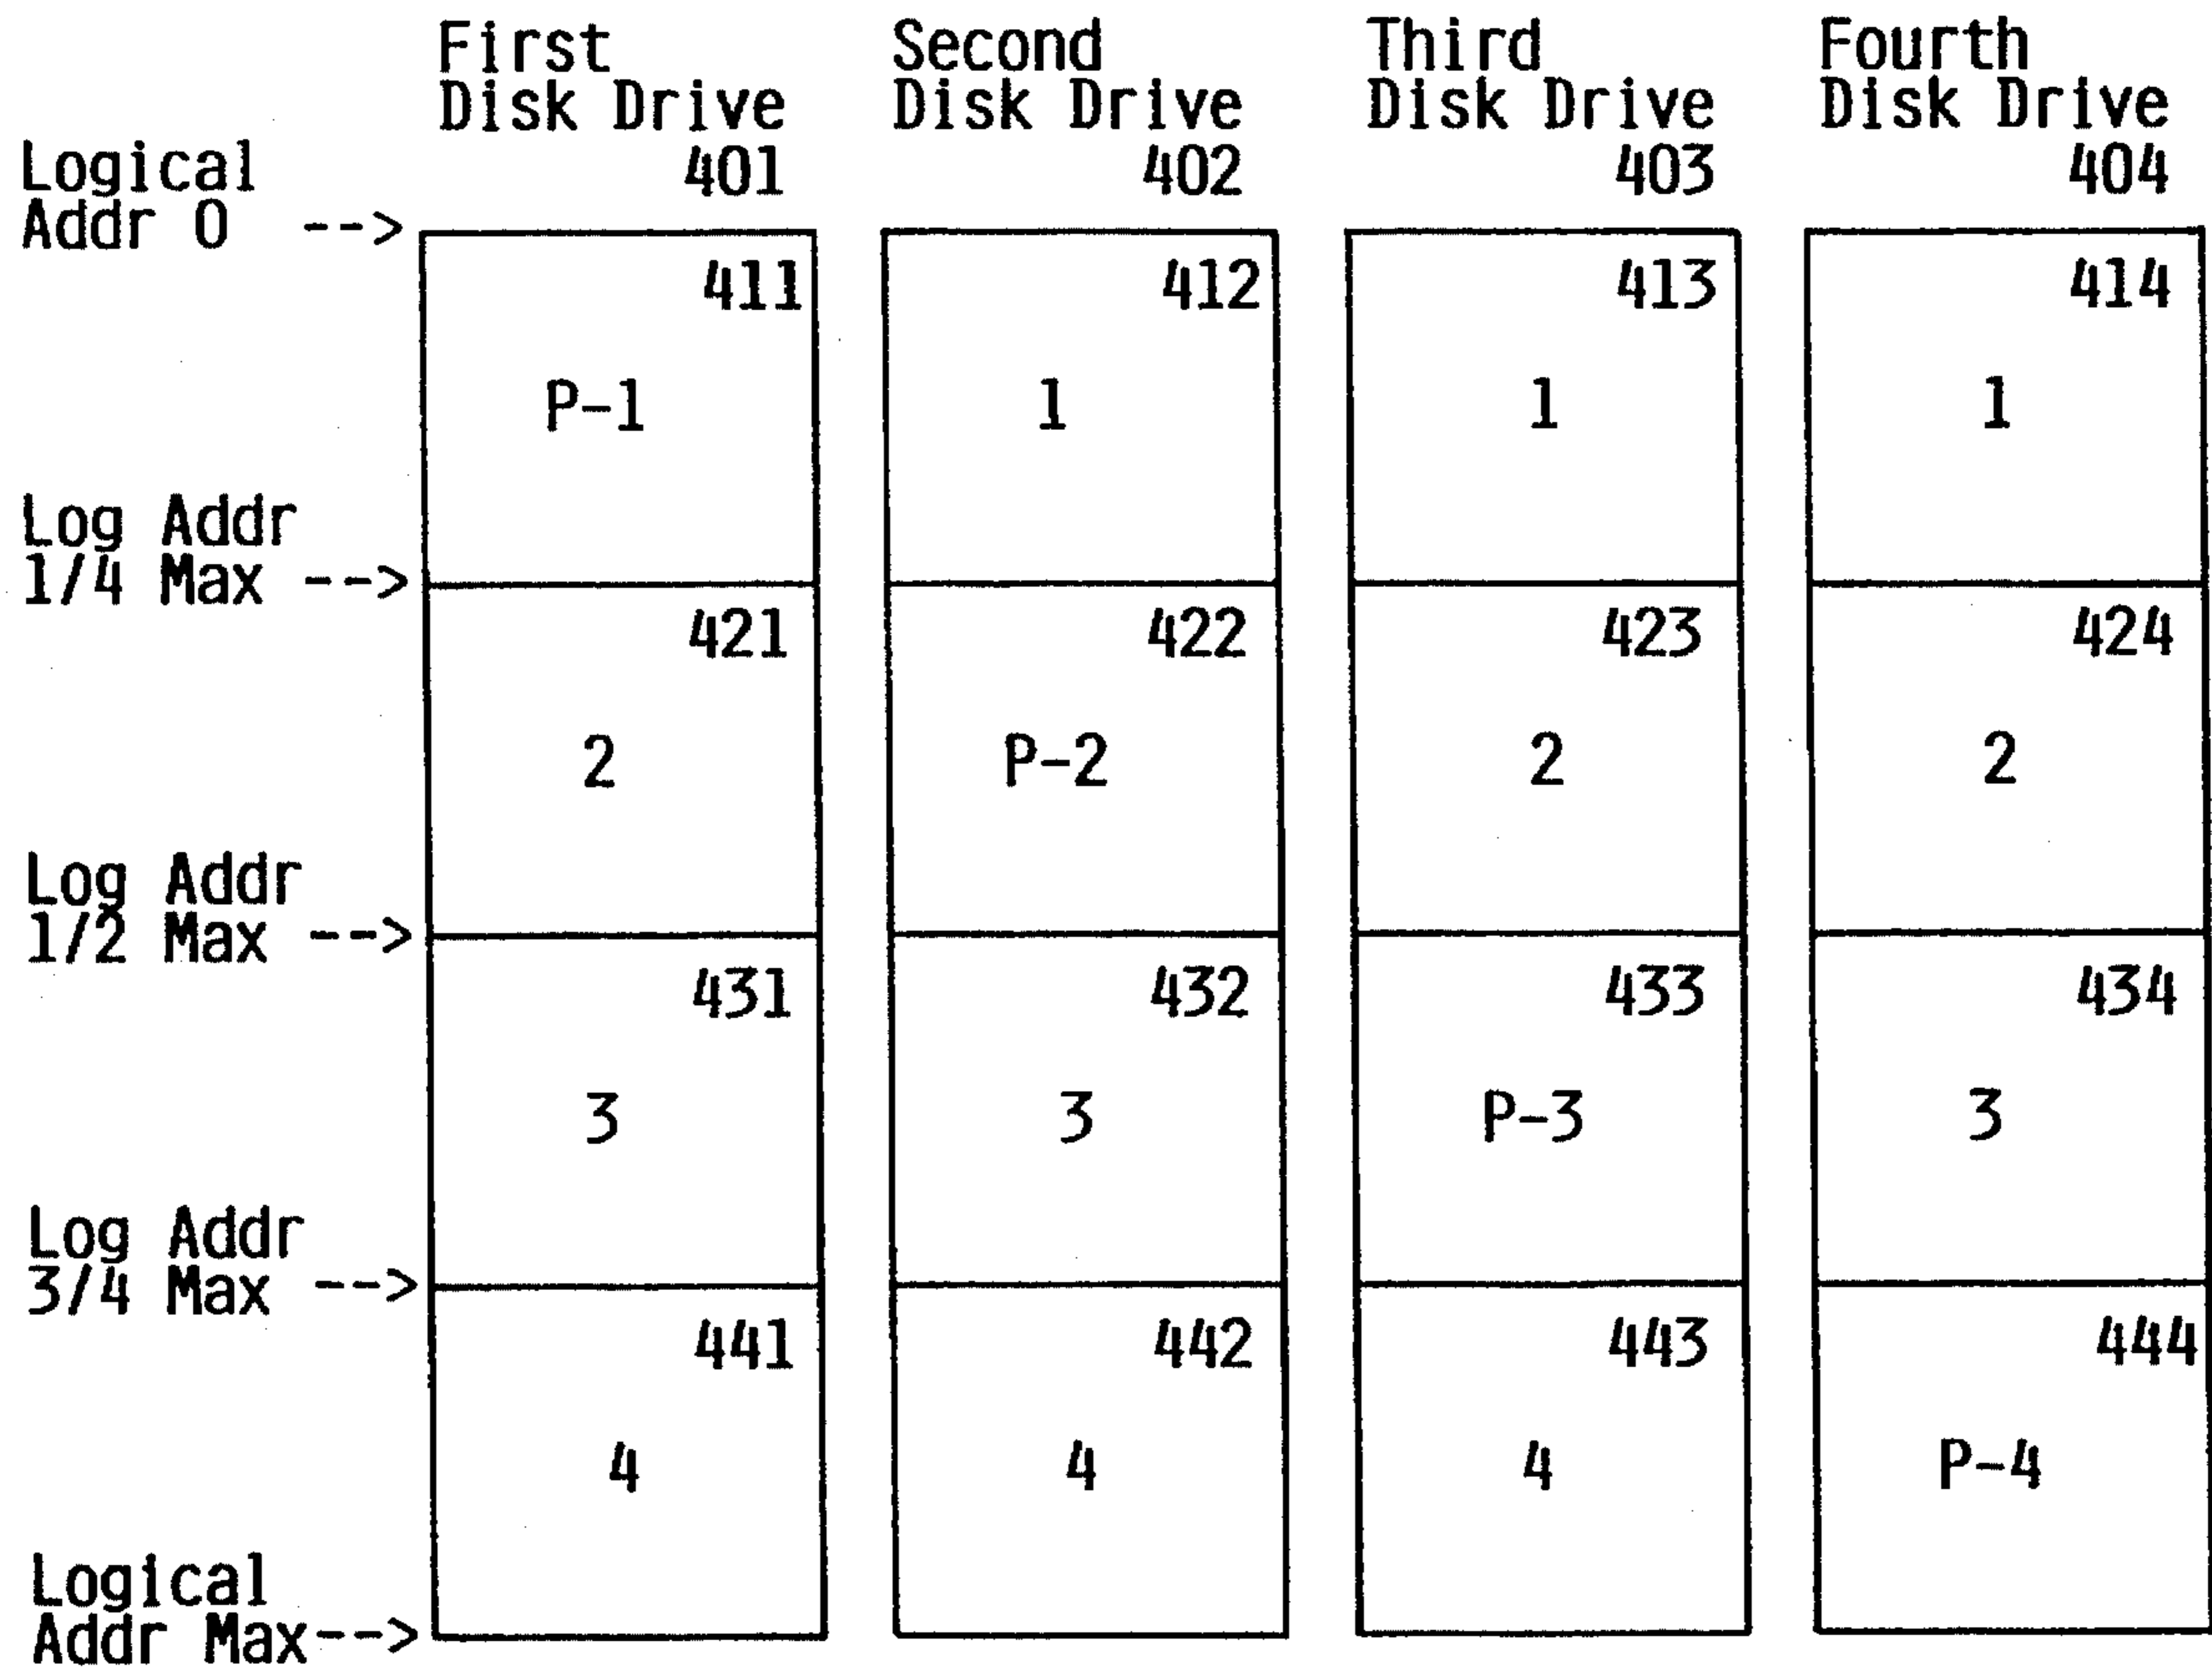 First Second Third Fourth
Disk Drive Disk Drive Disk Drive Disk Drive
Logical 401 402 403 404
Addr 0 -->
411 412 413 414
P-1 1 1 1
Log Addr
1/4 Max -->
421 422 423 424
2 P-2 2 2
Log Addr
1/2 Max -->
431 432 433 434
3 3 P-3 3
Log Addr
3/4 Max -->
441 442 443 444
4 4 4 P-4
Logical
Addr Max-->